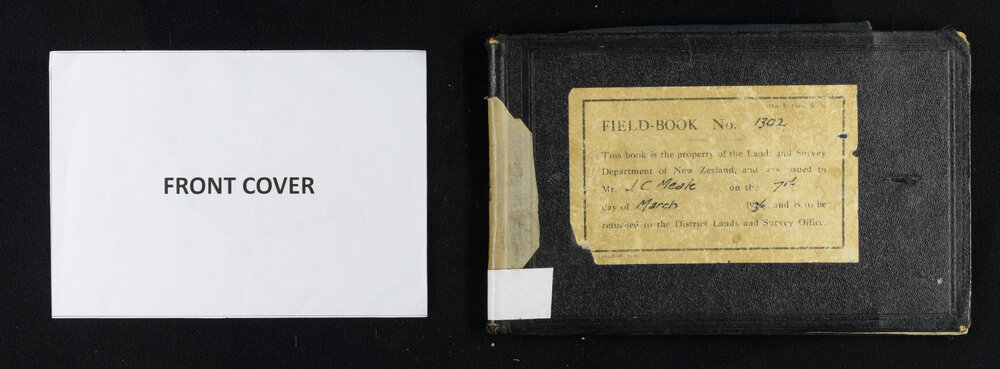 FRONT COVER
FIELD-BOOK No. 1302
This book is the property of the Lands and Survey
Department of New Zealand, and was issued to
Mr. J. C. Meale on the 7th
day of March 1936 and is to be
returned to the District Lands and Survey Office.